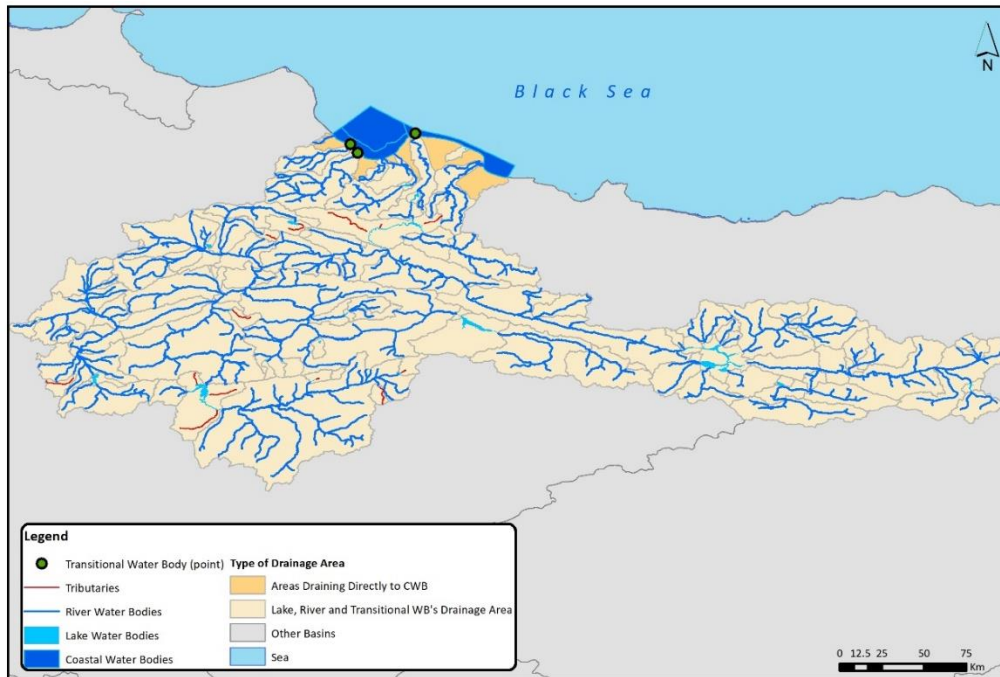 Black Sea
N
Legend
Transitional Water Body (point)
Tributaries
River Water Bodies
Lake Water Bodies
Coastal Water Bodies
Type of Drainage Area
Areas Draining Directly to CWB
Lake, River and Transitional WB's Drainage Area
Other Basins
Sea
0 12.5 25 50 75
Km